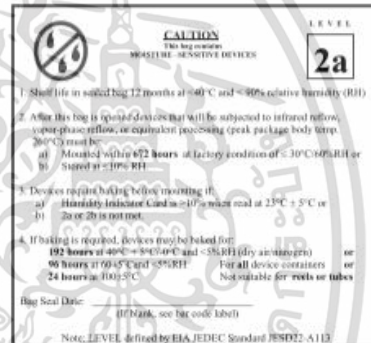 LEVEL
CAUTION
This bag contains
MOISTURE-SENSITIVE DEVICES
2a
1. Shelf life in sealed bag 12 months at <40°C and < 90% relative humidity (RH)
2. After this bag is opened devices that will be subjected to infrared reflow,
vapor-phase reflow, or equivalent processing (peak package body temp.
260°C) must be:
a) Mounted within 672 hours at factory condition of ≤ 30°C/60%RH or
b) Stored at ≤10% RH
3. Devices require baking before mounting if:
a) Humidity Indicator Card is >10% when read at 23°C ± 5°C or
b) 2a or 2b is not met.
4. If baking is required, devices may be baked for:
192 hours at 40°C + 5°C/-0°C and <5%RH (dry air/nitrogen) or
96 hours at 60±5°C and <5%RH For all device containers or
24 hours at 100±5°C Not suitable for reels or tubes
Bag Seal Date:
(If blank, see bar code label)
Note: LEVEL defined by EIA JEDEC Standard JESD22-A113